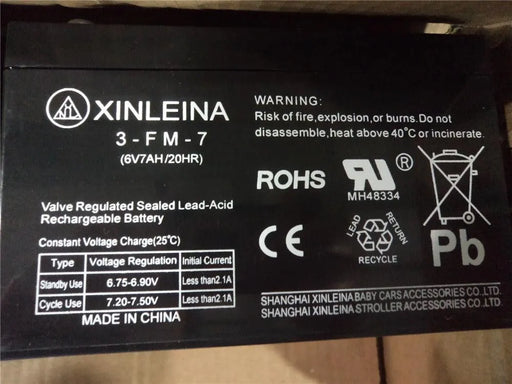 XINLEINA
3-FM-7
(6V7AH/20HR)
WARNING:
Risk of fire,explosion,or burns.Do not
disassemble,heat above 40°C or incinerate.
ROHS
®
MH48334
Valve Regulated Sealed Lead-Acid
Rechargeable Battery
CE
LEAD
RETURN
RECYCLE
Pb
Constant Voltage Charge(25°C)
Type Voltage Regulation Initial Current
Standby Use 6.75-6.90V Less than2.1A
Cycle Use 7.20-7.50V Less than2.1A
MADE IN CHINA
SHANGHAI XINLEINA BABY CARS ACCESSORIES CO.,LTD.
SHANGHAI XINLEINA STROLLER ACCESSORY CO.,LTD.